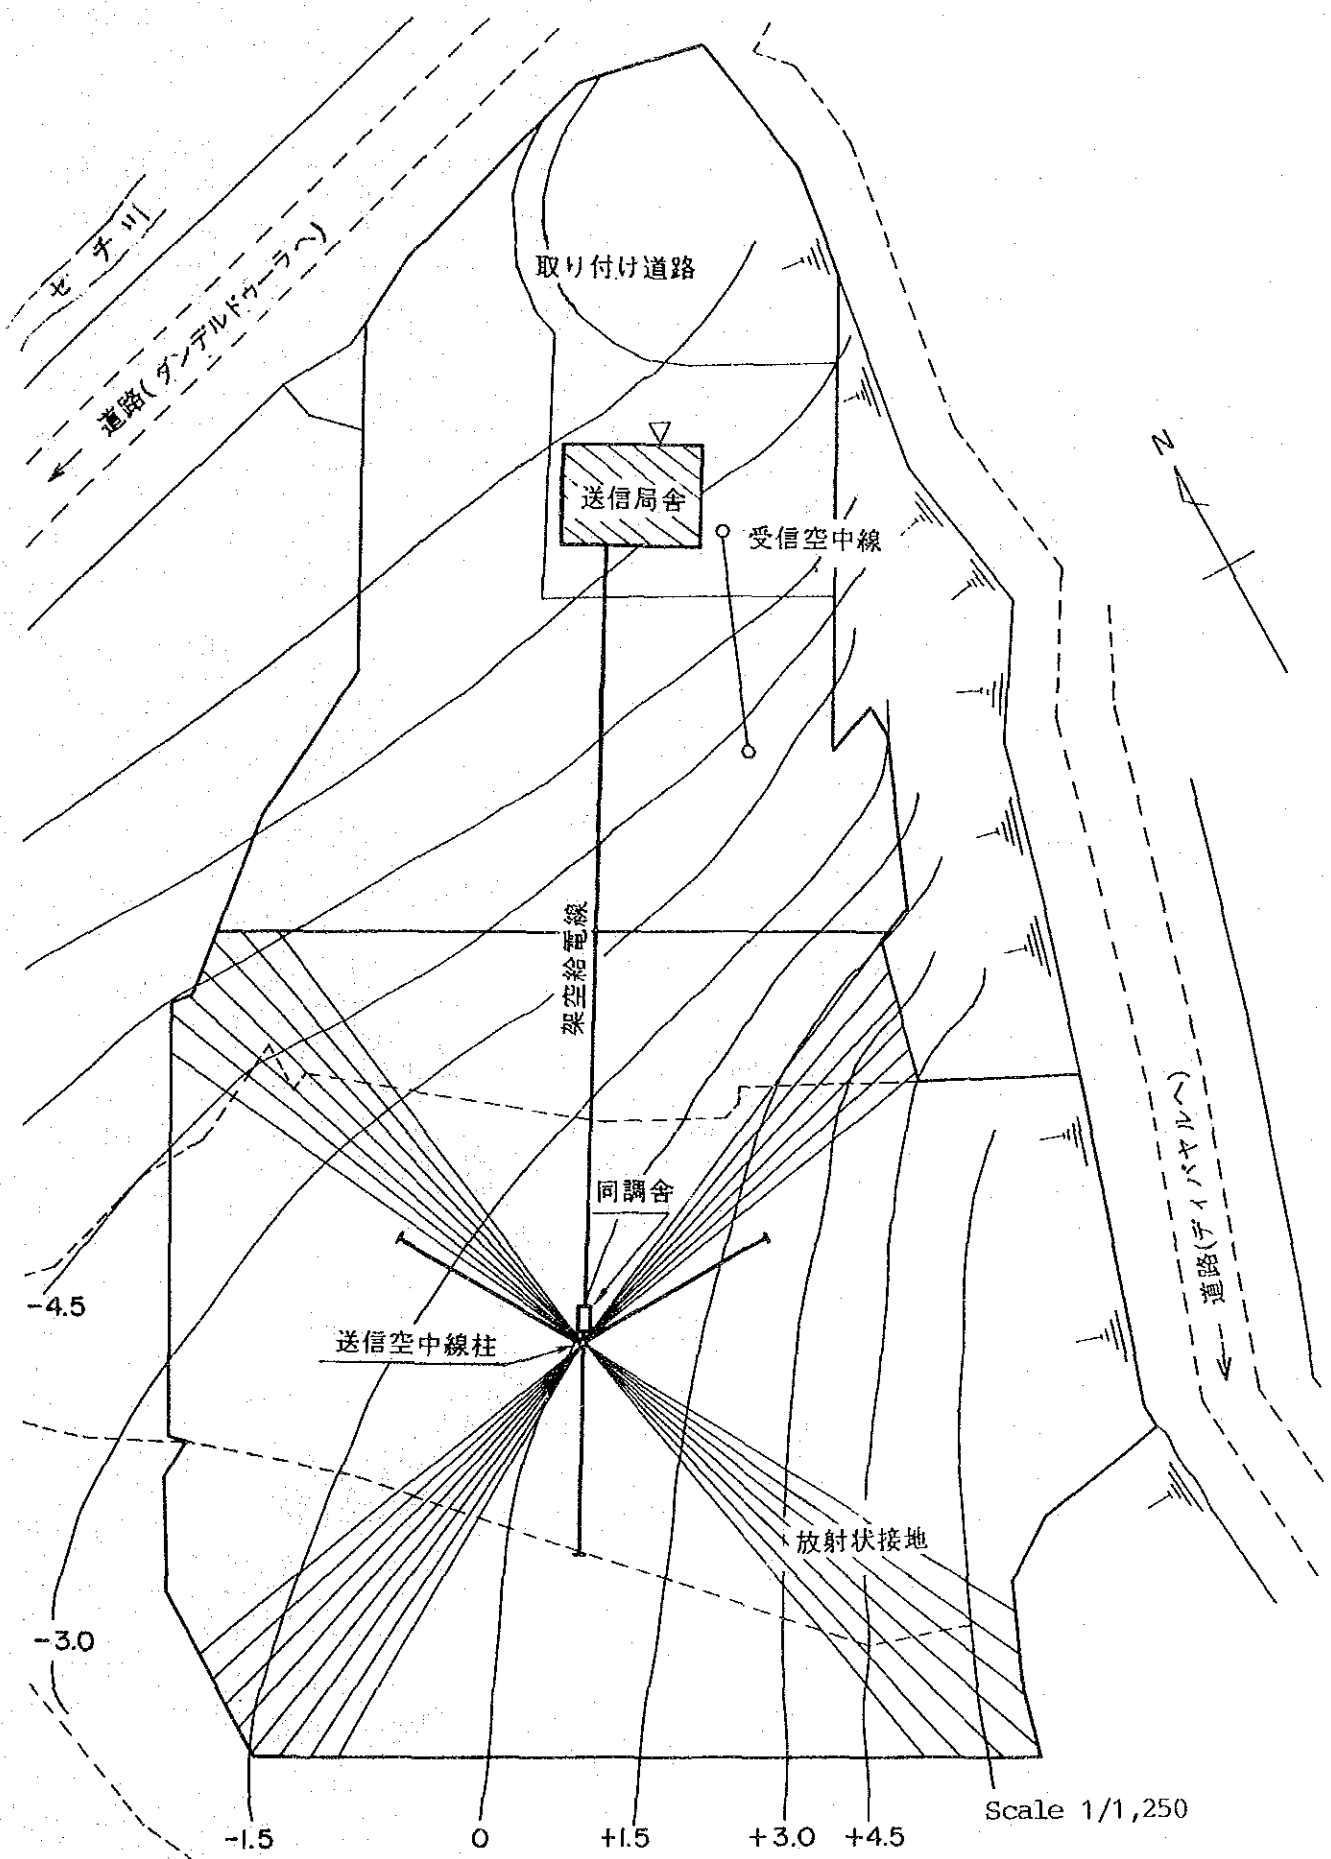 セチ川
道路(ダンデルドゥーラへ)
取り付け道路
N
送信局舎
受信空中線
架空給電線
道路(ディパヤルへ)
同調舎
-4.5
送信空中線柱
放射状接地
-3.0
Scale 1/1,250
-1.5
0
+1.5
+3.0
+4.5